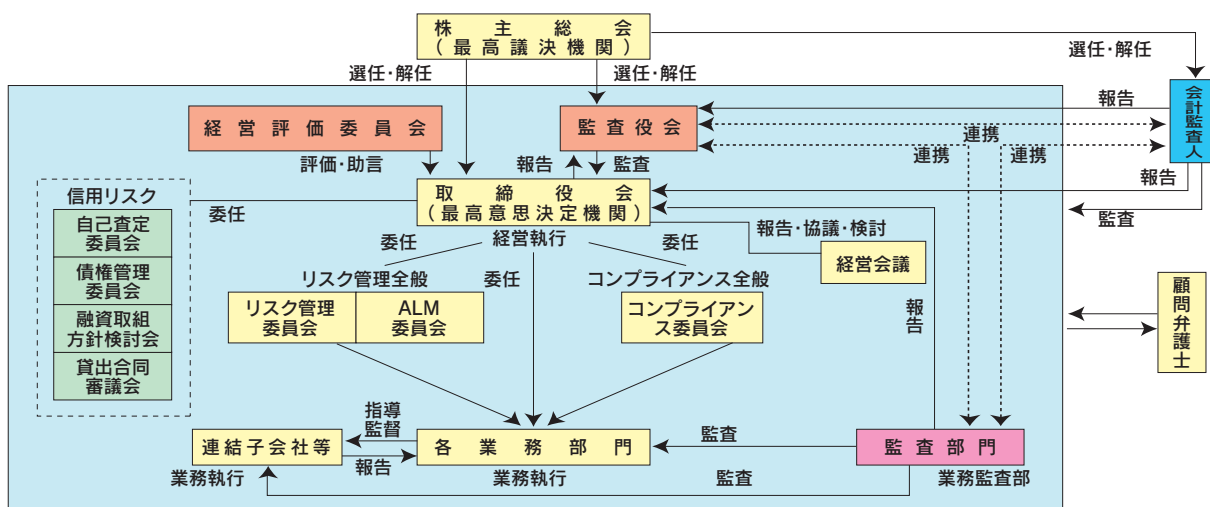 株主総会
(最高議決機関)
選任・解任
選任・解任
選任・解任
会計監査人
経営評価委員会
監査役会
報告
連携
連携
評価・助言
報告
監査
報告
監査
取締役会
(最高意思決定機関)
経営執行
委任
信用リスク
自己査定
委員会
債権管理
委員会
融資取組
方針検討会
貸出合同
審議会
委任
委任
委任
報告・協議・検討
経営会議
リスク管理全般
リスク管理
委員会
ALM
委員会
コンプライアンス全般
コンプライアン
ス委員会
報告
顧問弁護士
指導
監督
連結子会社等
報告
業務執行
各業務部門
業務執行
監査
監査
監査部門
業務監査部